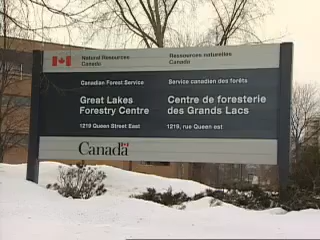 Natural Resources
Canada
Ressources naturelles
Canada
Canadian Forest Service
Service canadien des forêts
Great Lakes
Forestry Centre
Centre de foresterie
des Grands Lacs
1219 Queen Street East
1219, rue Queen est
Canada